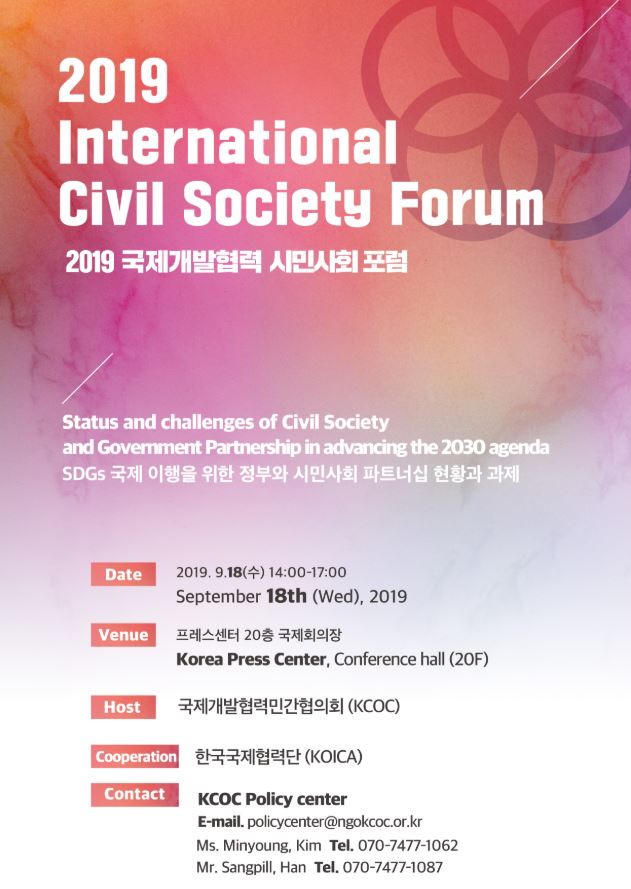 2019
International
Civil Society Forum
2019 국제개발협력 시민사회 포럼
Status and challenges of Civil Society
and Government Partnership in advancing the 2030 agenda
SDGs 국제 이행을 위한 정부와 시민사회 파트너십 현황과 과제
Date
2019. 9.18(수) 14:00-17:00
September 18th (Wed), 2019
Venue
프레스센터 20층 국제회의장
Korea Press Center, Conference hall (20F)
Host
국제개발협력민간협의회 (KCOC)
Cooperation
한국국제협력단 (KOICA)
Contact
KCOC Policy center
E-mail. policycenter@ngokcoc.or.kr
Ms. Minyoung, Kim Tel. 070-7477-1062
Mr. Sangpill, Han Tel. 070-7477-1087